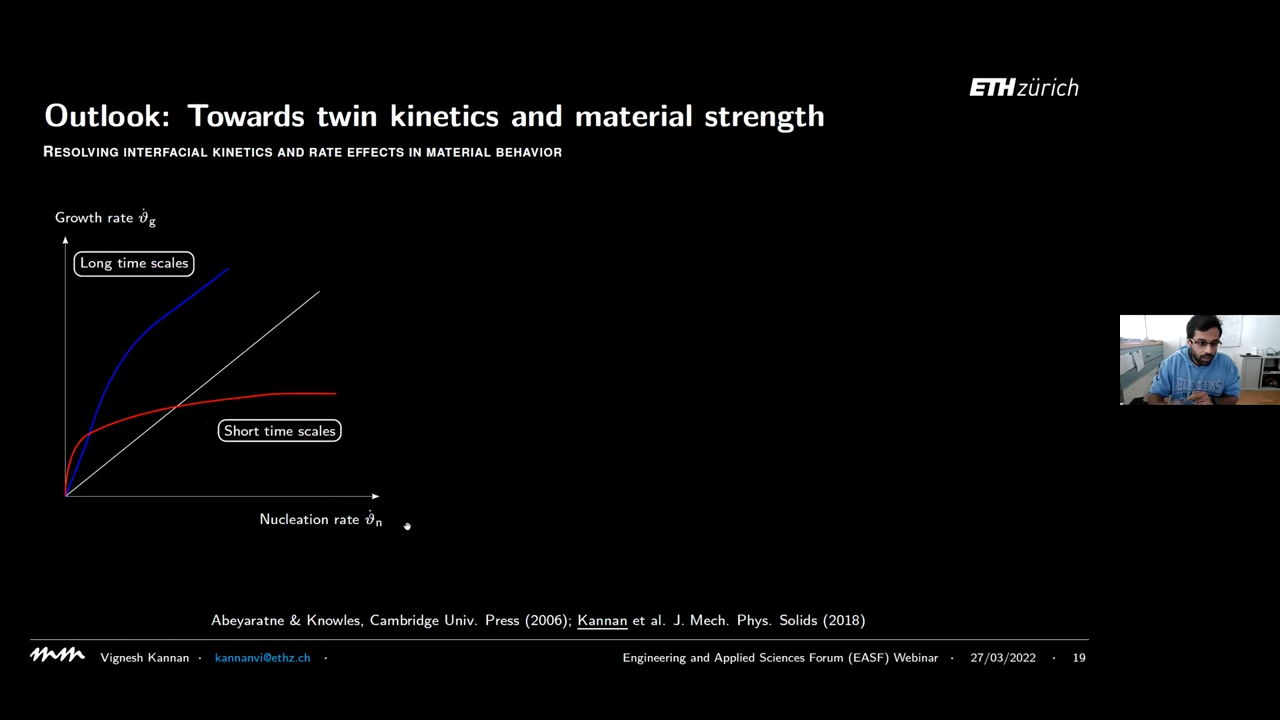 ETH zürich
Outlook: Towards twin kinetics and material strength
RESOLVING INTERFACIAL KINETICS AND RATE EFFECTS IN MATERIAL BEHAVIOR
Growth rate ϑ̇g
Long time scales
Short time scales
Nucleation rate ϑ̇n
Abeyaratne & Knowles, Cambridge Univ. Press (2006); Kannan et al. J. Mech. Phys. Solids (2018)
Vignesh Kannan · kannanvi@ethz.ch · Engineering and Applied Sciences Forum (EASF) Webinar · 27/03/2022 · 19